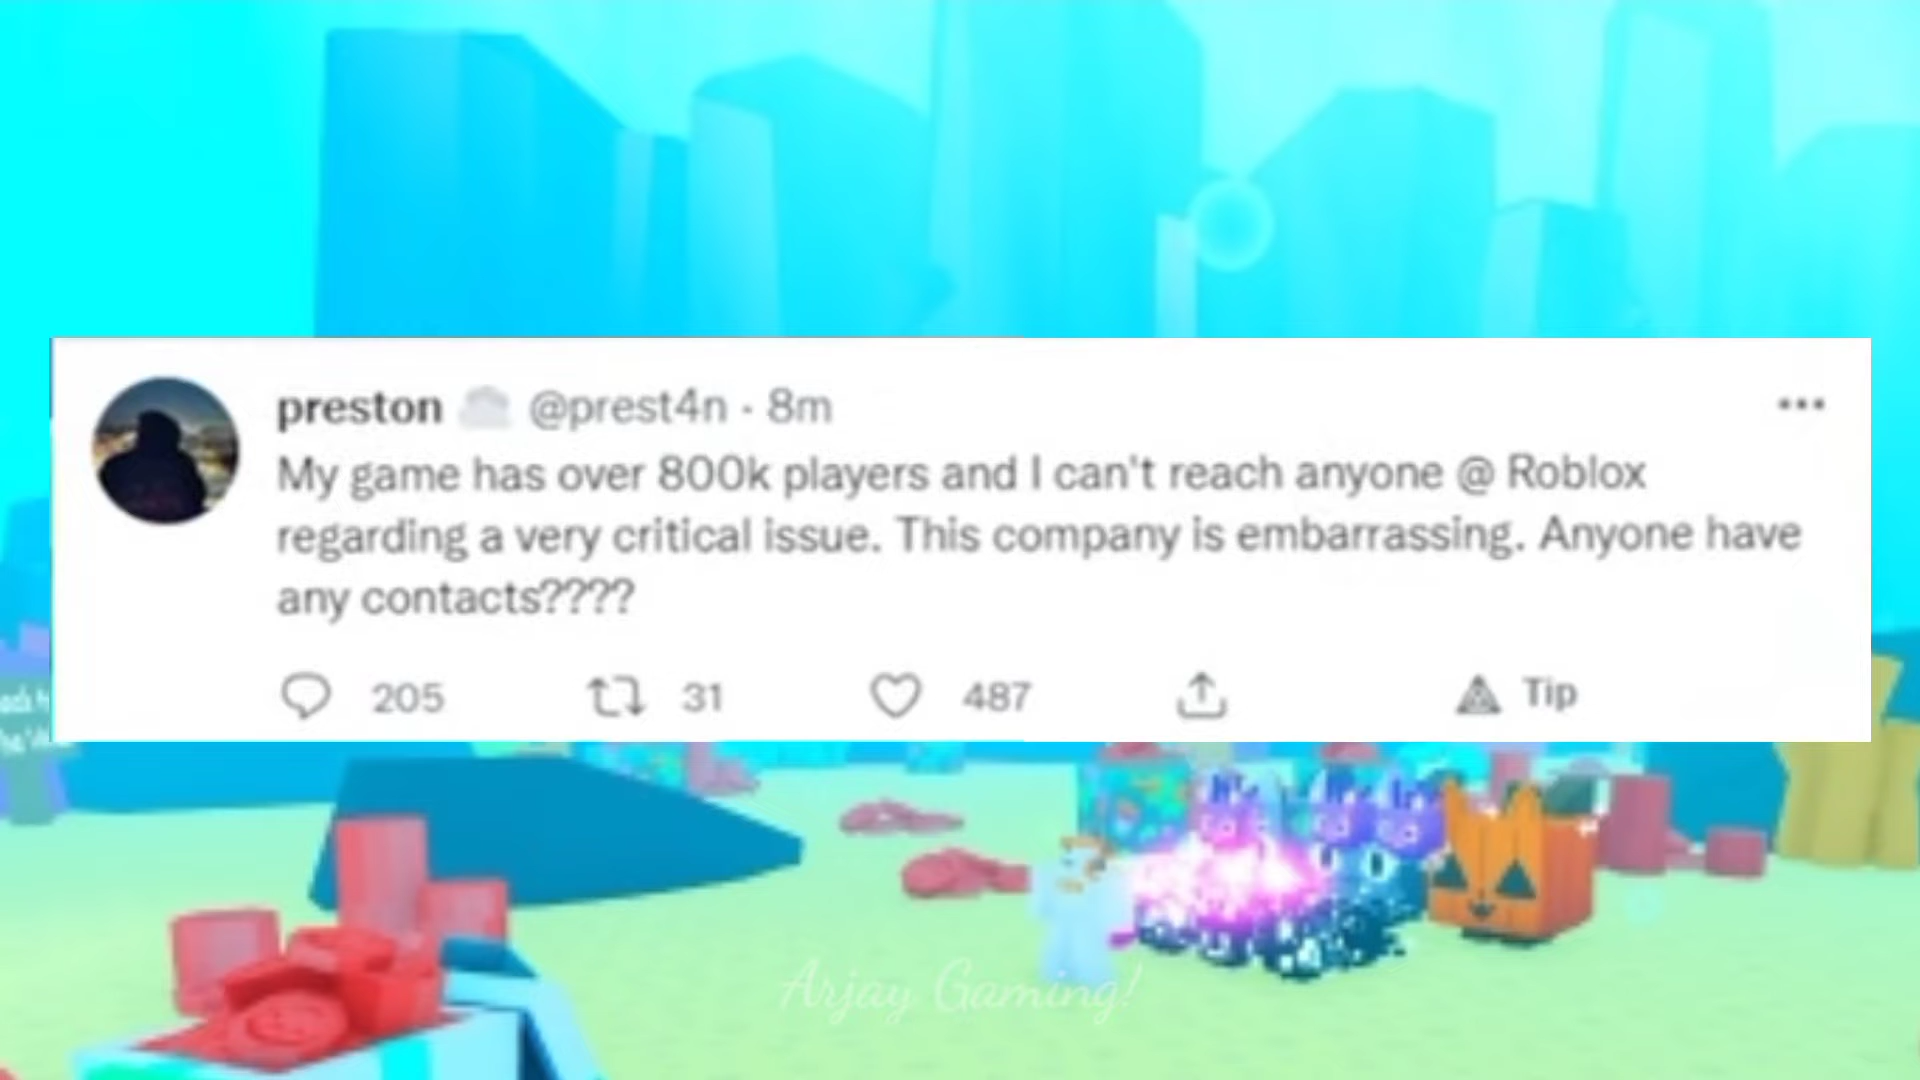 preston @prest4n · 8m
My game has over 800k players and I can't reach anyone @ Roblox
regarding a very critical issue. This company is embarrassing. Anyone have
any contacts????
205 31 487 Tip
Arjay Gaming!